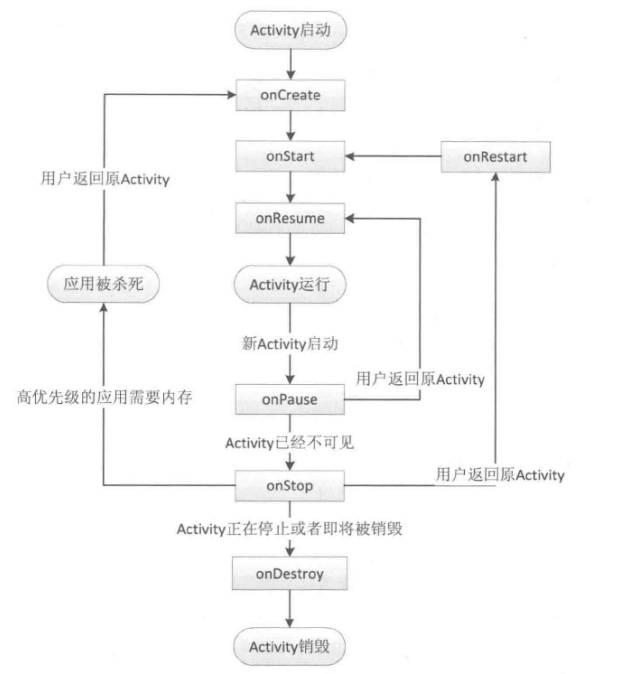 Activity启动
onCreate
onStart
onRestart
用户返回原Activity
onResume
应用被杀死
Activity运行
新Activity启动
用户返回原Activity
高优先级的应用需要内存
onPause
Activity已经不可见
用户返回原Activity
onStop
Activity正在停止或者即将被销毁
onDestroy
Activity销毁